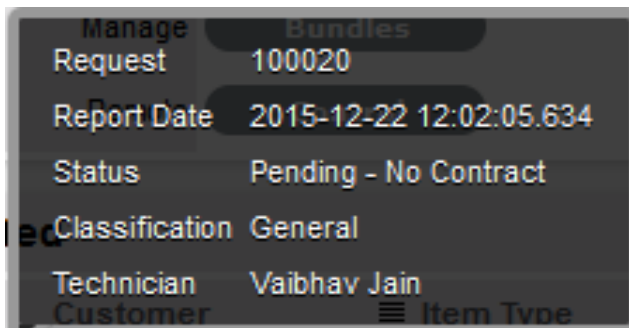 Manage Bundles
Request 100020
Report Date 2015-12-22 12:02:05.634
Status Pending - No Contract
Classification General
Technician Vaibhav Jain
Customer Item Type